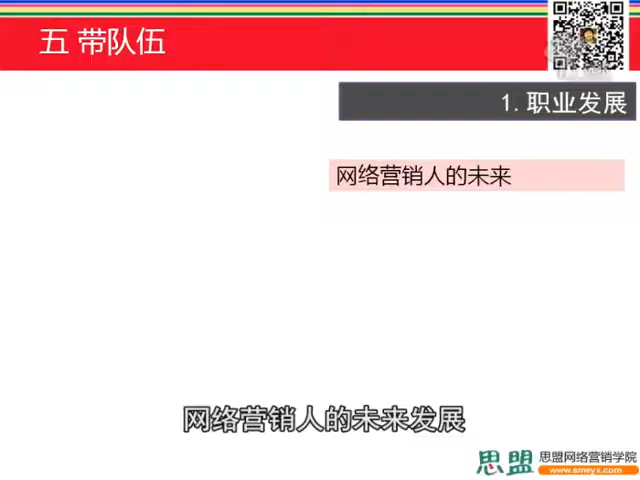 五 带队伍
1.职业发展
网络营销人的未来
网络营销人的未来发展
思盟 思盟网络营销学院
www.smeyx.com